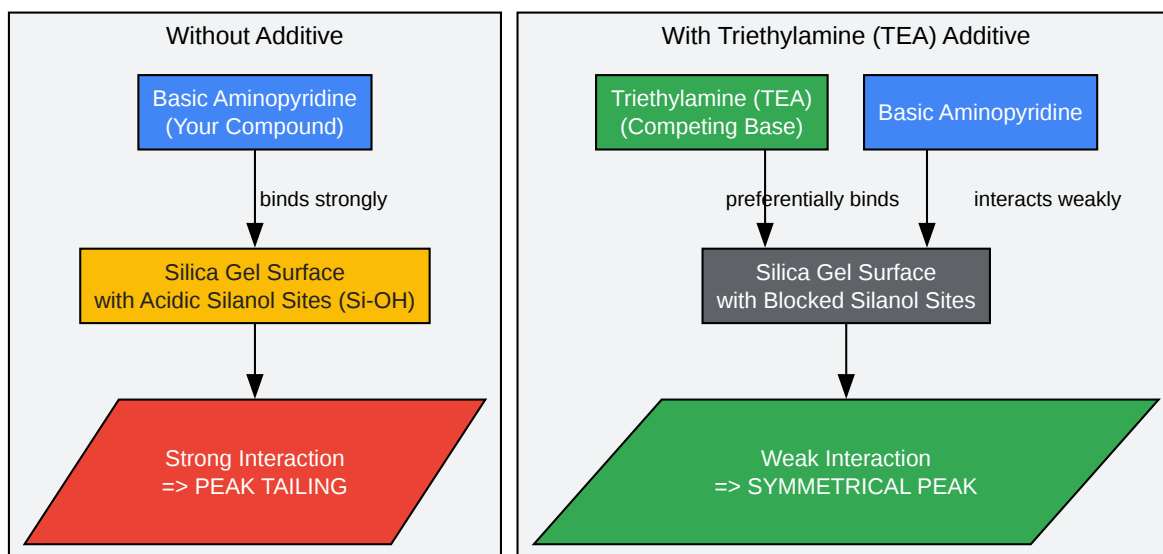 Without Additive
Basic Aminopyridine
(Your Compound)
binds strongly
Silica Gel Surface
with Acidic Silanol Sites (Si-OH)
Strong Interaction
=> PEAK TAILING
With Triethylamine (TEA) Additive
Triethylamine (TEA)
(Competing Base)
Basic Aminopyridine
preferentially binds
interacts weakly
Silica Gel Surface
with Blocked Silanol Sites
Weak Interaction
=> SYMMETRICAL PEAK